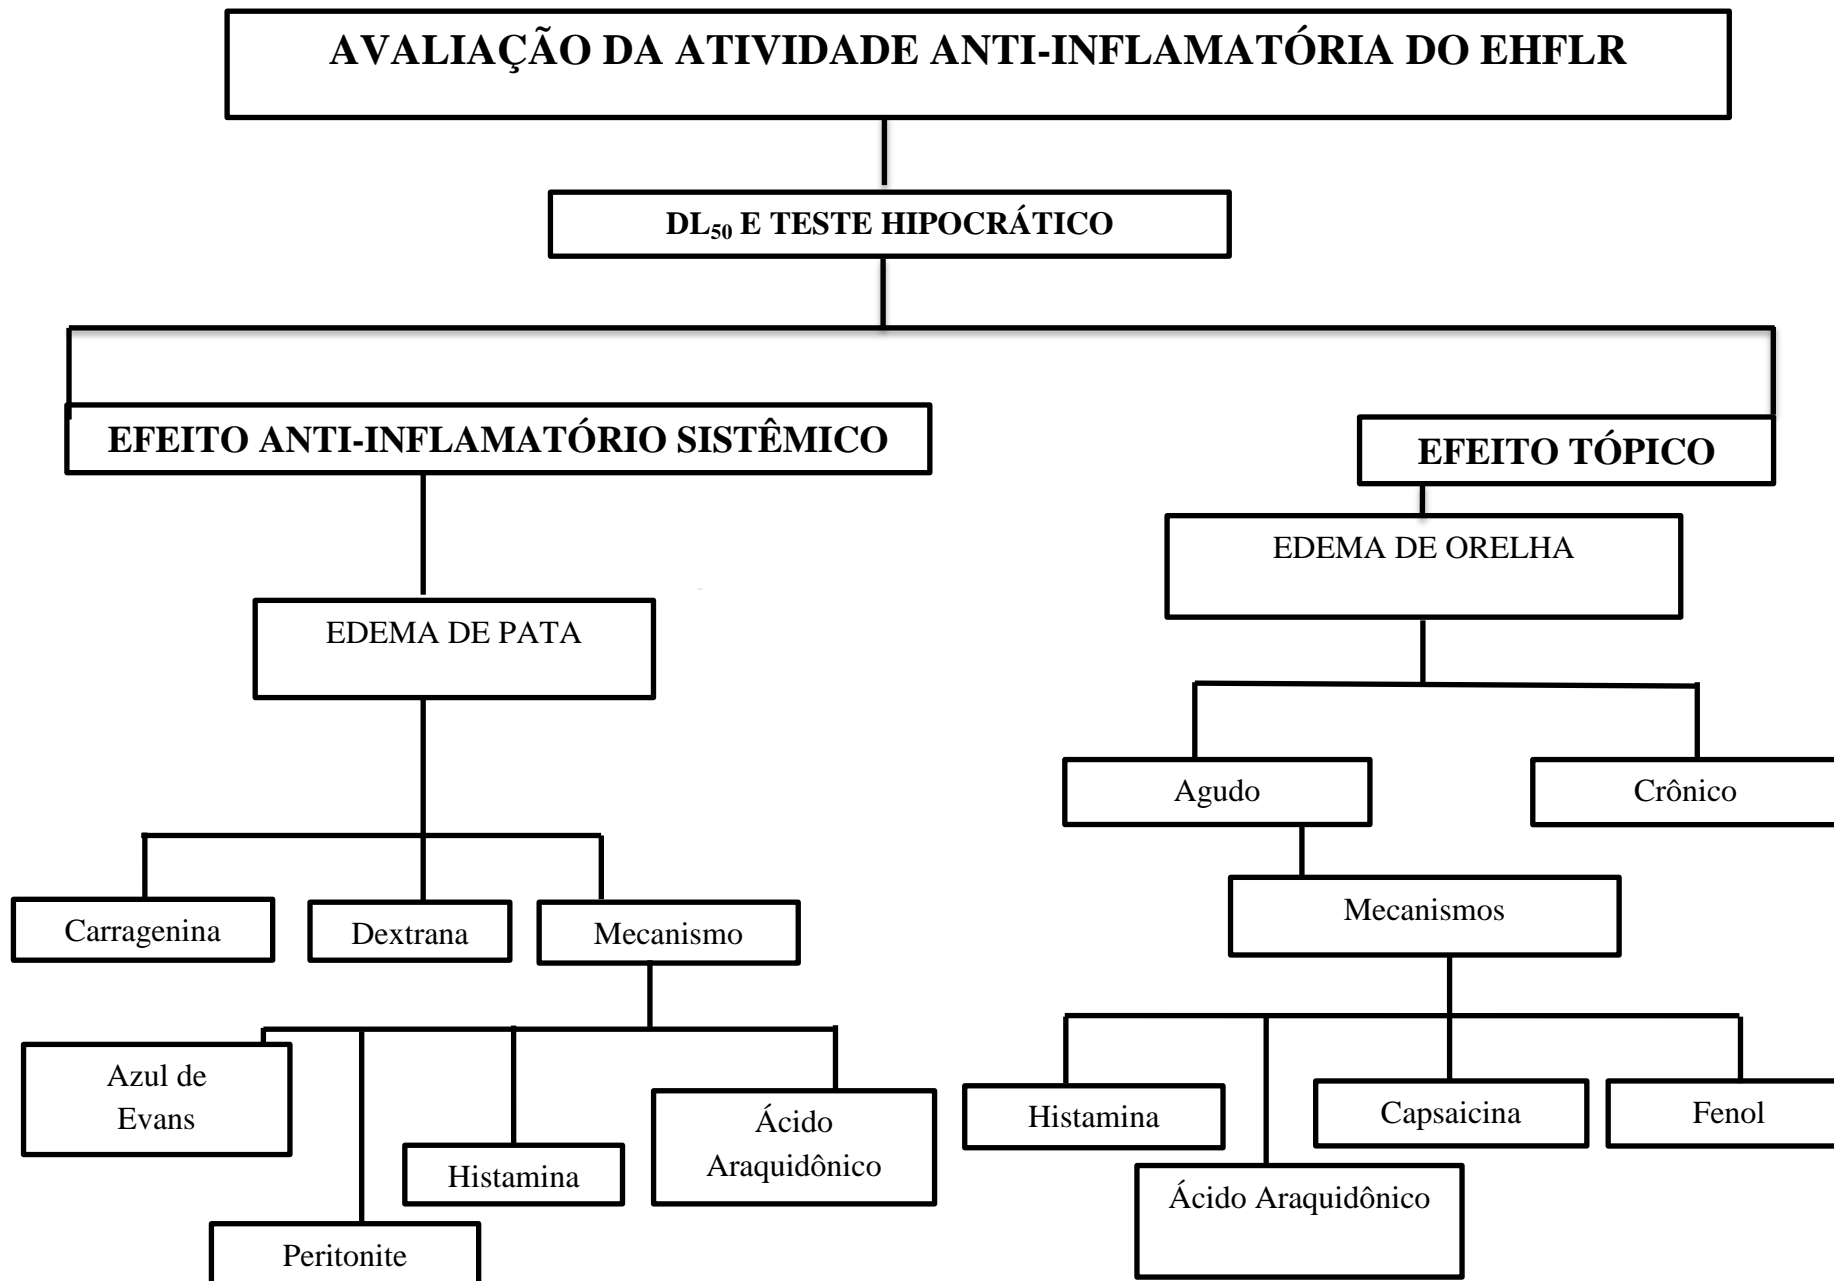 AVALIAÇÃO DA ATIVIDADE ANTI-INFLAMATÓRIA DO EHFLR
DL50 E TESTE HIPOCRÁTICO
EFEITO ANTI-INFLAMATÓRIO SISTÊMICO
EFEITO TÓPICO
EDEMA DE ORELHA
EDEMA DE PATA
Agudo
Crônico
Carragenina
Dextrana
Mecanismo
Mecanismos
Azul de
Evans
Peritonite
Histamina
Ácido
Araquidônico
Histamina
Ácido Araquidônico
Capsaicina
Fenol